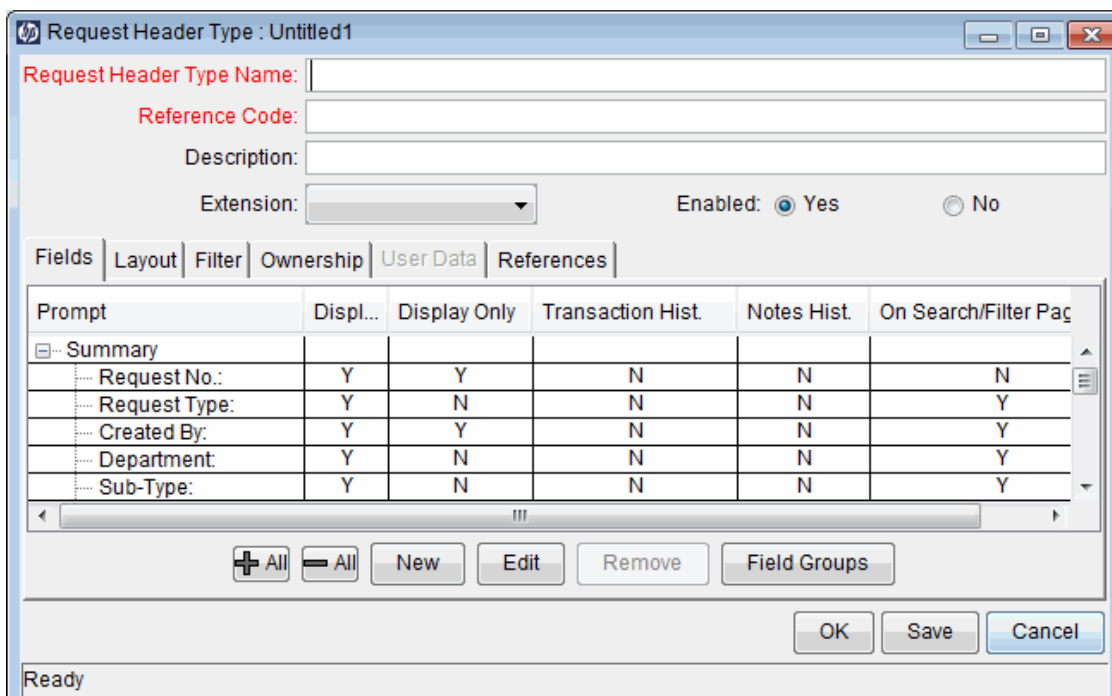 Request Header Type : Untitled1
Request Header Type Name:
Reference Code:
Description:
Extension: Enabled: Yes No
Fields Layout Filter Ownership User Data References
Prompt Displ... Display Only Transaction Hist. Notes Hist. On Search/Filter Pag
Summary
Request No.: Y Y N N N
Request Type: Y N N N Y
Created By: Y Y N N Y
Department: Y N N N Y
Sub-Type: Y N N N Y
All All New Edit Remove Field Groups
OK Save Cancel
Ready